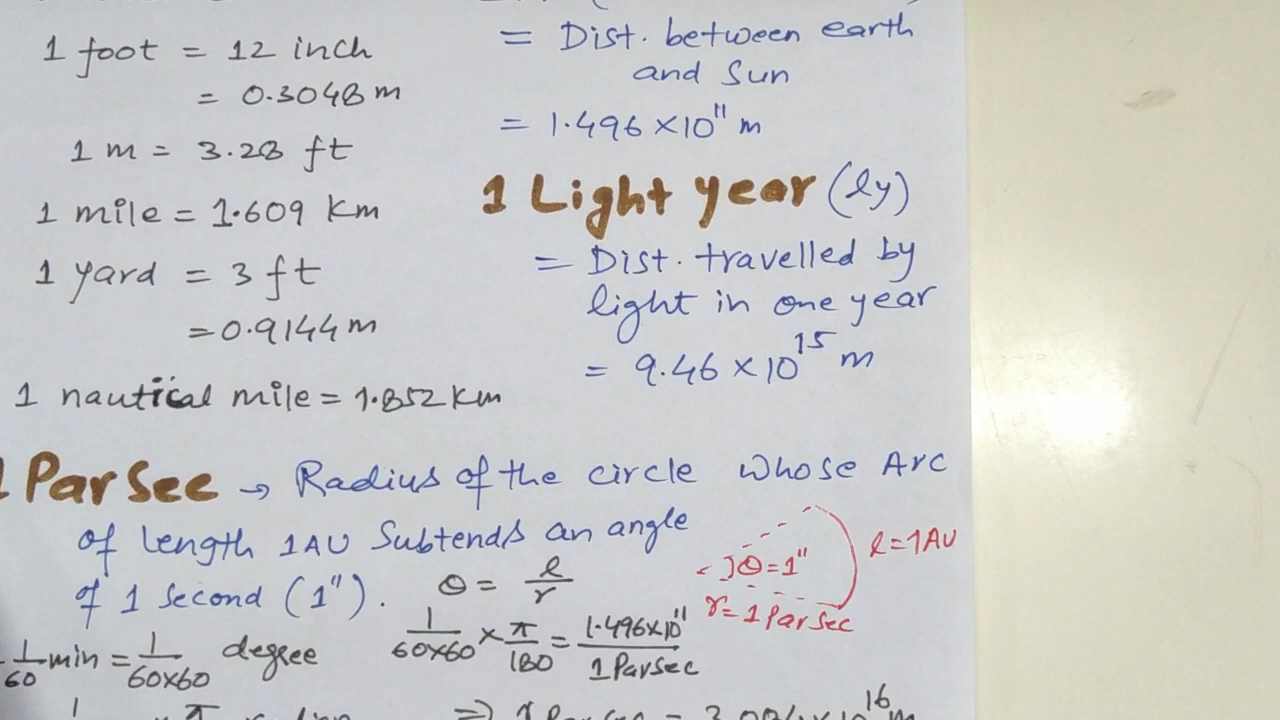 1 foot = 12 inch
= 0.3048 m
1 m = 3.28 ft
1 mile = 1.609 Km
1 yard = 3 ft
= 0.9144 m
1 nautical mile = 1.852 Km
= Dist. between earth
and Sun
= 1.496 × 10¹¹ m
1 Light year (ly)
= Dist. travelled by
light in one year
= 9.46 × 10¹⁵ m
1 ParSec → Radius of the circle whose Arc
of length 1AU Subtends an angle
of 1 second (1").
θ = l/r
1/(60×60) × π/180 = 1.496×10¹¹/1 Parsec
θ = 1"
l = 1AU
r = 1 ParSec
1/60 min = 1/(60×60) degree